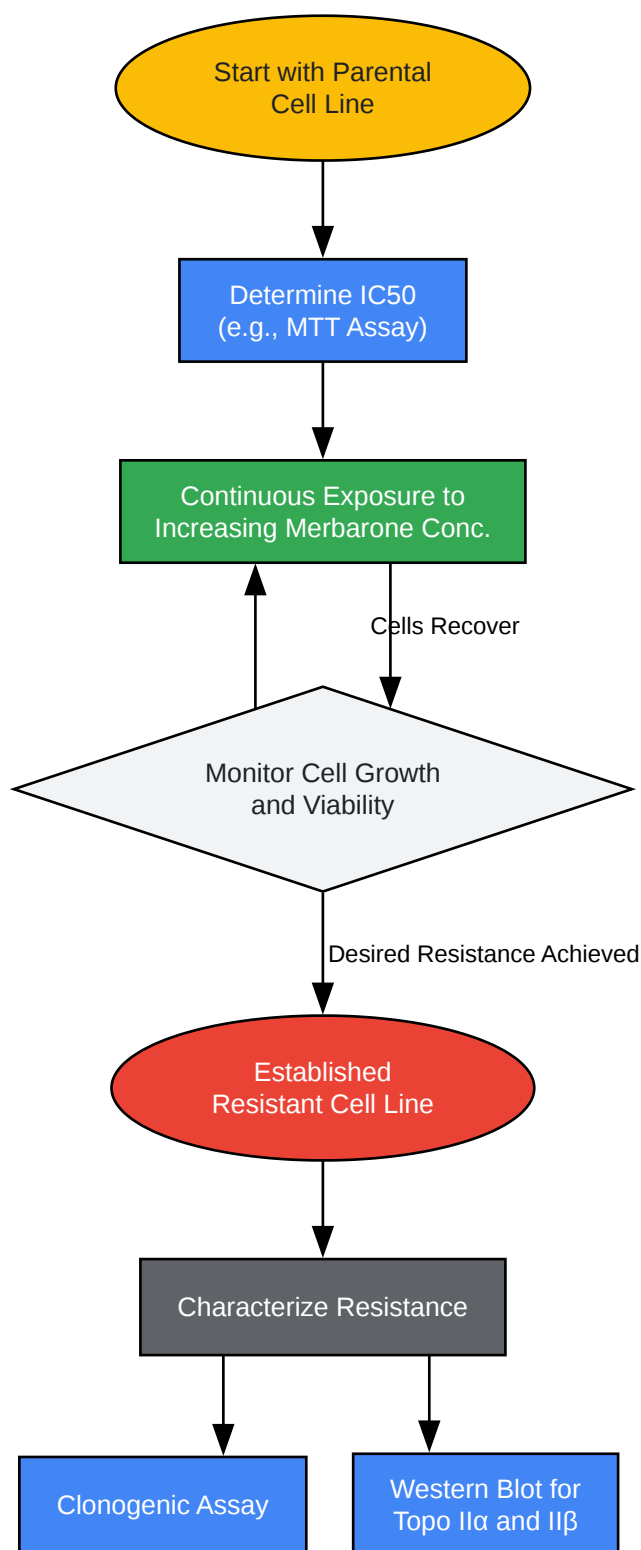 Start with Parental
Cell Line
Determine IC50
(e.g., MTT Assay)
Continuous Exposure to
Increasing Merbarone Conc.
Cells Recover
Monitor Cell Growth
and Viability
Desired Resistance Achieved
Established
Resistant Cell Line
Characterize Resistance
Clonogenic Assay
Western Blot for
Topo IIα and IIβ